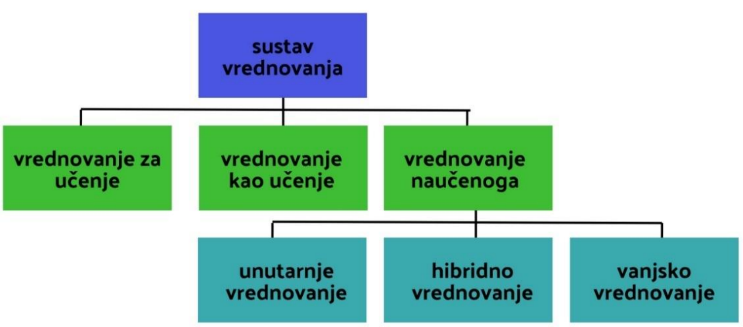 sustav
vrednovanja
vrednovanje za
učenje
vrednovanje
kao učenje
vrednovanje
naučenoga
unutarnje
vrednovanje
hibridno
vrednovanje
vanjsko
vrednovanje